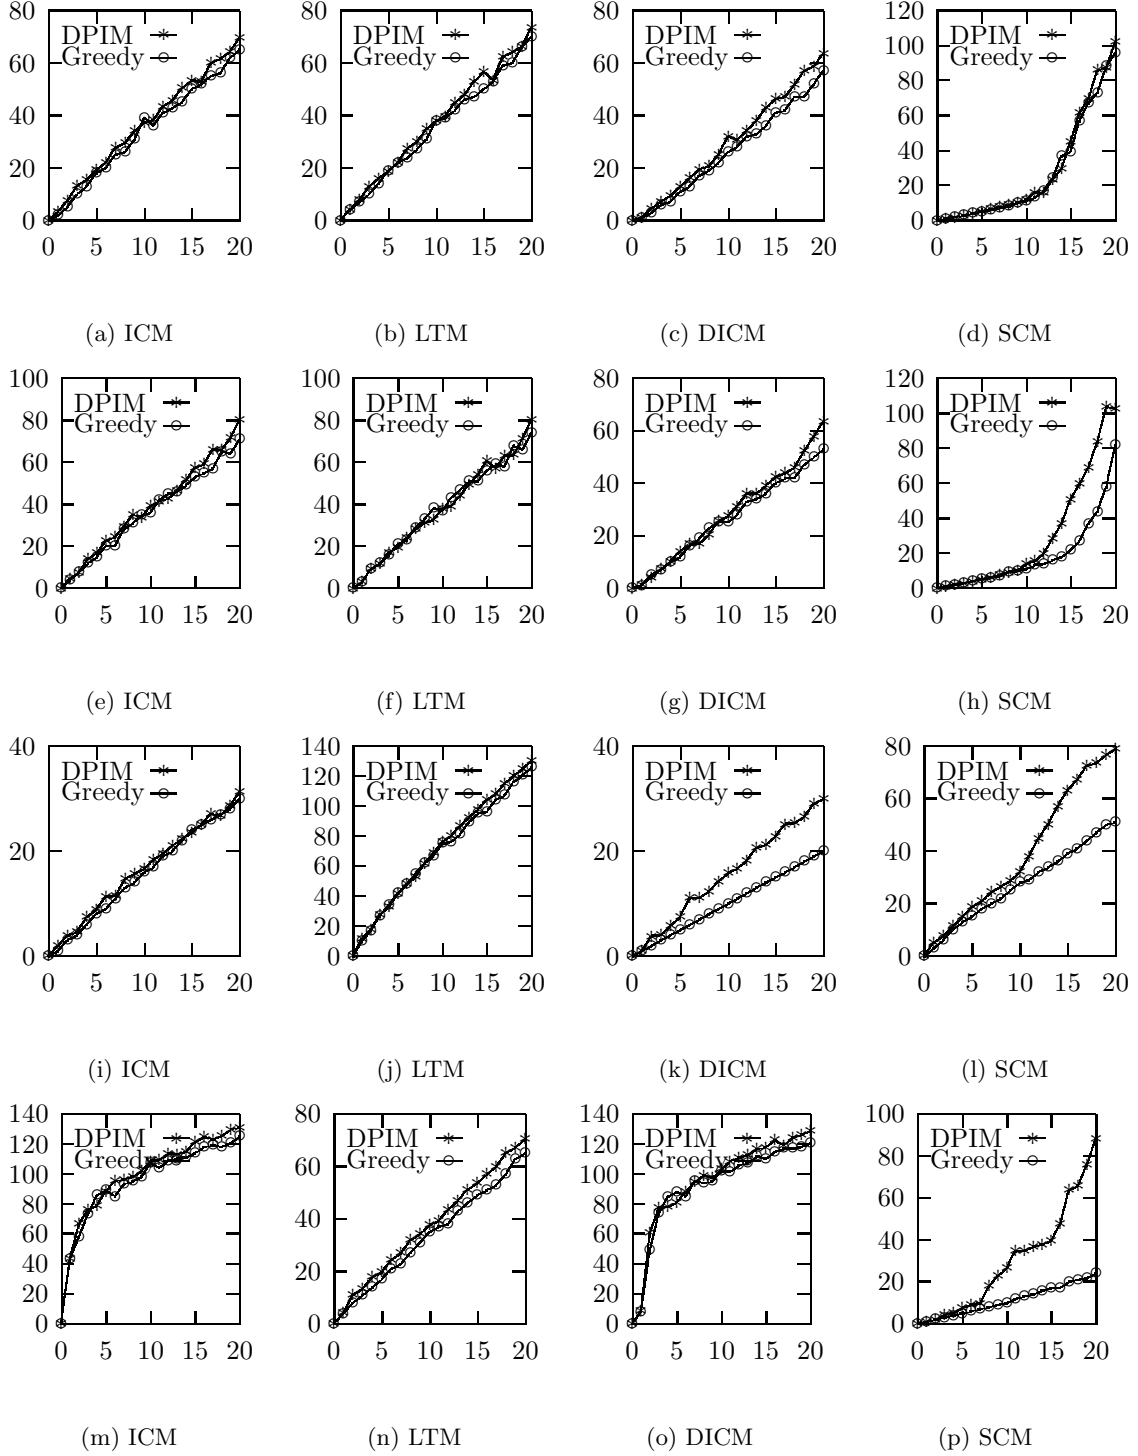 80 80 80 120
DPIM DPIM DPIM DPIM
Greedy Greedy Greedy Greedy
100
60 60 60
80
40 40 40 60
40
20 20 20
20
0 0 0 0
0 5 10 15 20 0 5 10 15 20 0 5 10 15 20 0 5 10 15 20
(a) ICM (b) LTM (c) DICM (d) SCM
100 100 80 120
DPIM DPIM DPIM DPIM
Greedy Greedy Greedy Greedy
100
80 80
60
80
60 60
40 60
40 40
40
20 20 20
20
0 0 0 0
0 5 10 15 20 0 5 10 15 20 0 5 10 15 20 0 5 10 15 20
(e) ICM (f) LTM (g) DICM (h) SCM
40 140 40 80
DPIM DPIM DPIM DPIM
120
Greedy Greedy Greedy Greedy
100
60
80
20 20 40
60
40
20
20
0 0 0 0
0 5 10 15 20 0 5 10 15 20 0 5 10 15 20 0 5 10 15 20
(i) ICM (j) LTM (k) DICM (l) SCM
140 80 140 100
DPIM DPIM DPIM DPIM
120 120
Greedy Greedy Greedy Greedy
80
100 60 100
80 80 60
40
60 60
40
40 40
20
20 20 20
0 0 0 0
0 5 10 15 20 0 5 10 15 20 0 5 10 15 20 0 5 10 15 20
(m) ICM (n) LTM (o) DICM (p) SCM